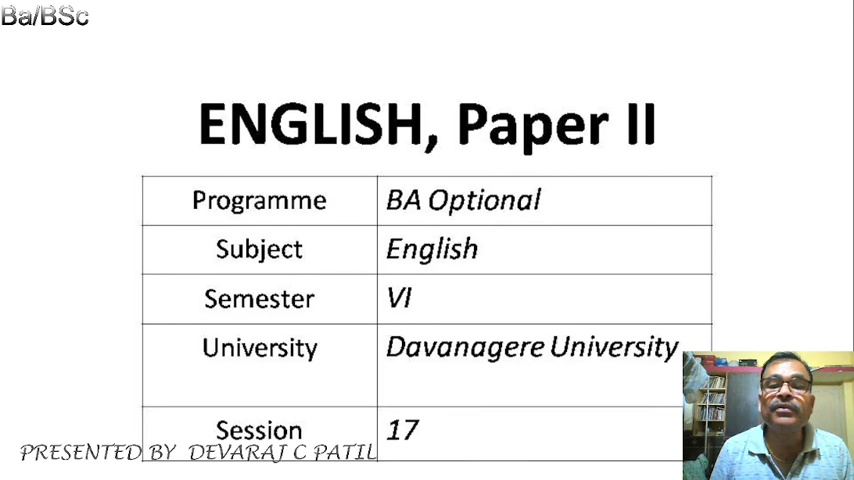 Ba/BSc
ENGLISH, Paper II
Programme BA Optional
Subject English
Semester VI
University Davanagere University
Session 17
PRESENTED BY DEVARAJ C PATIL